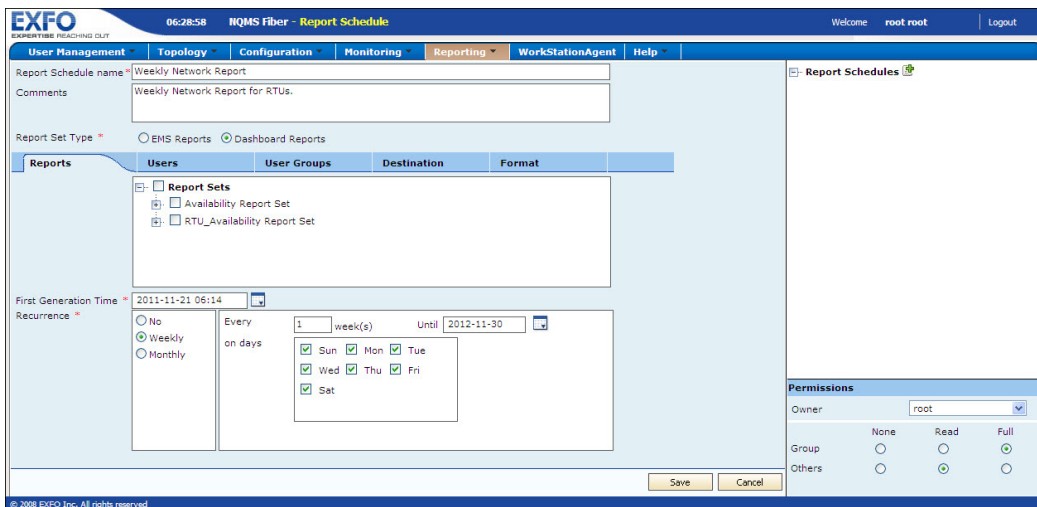 EXFO
EXPERTISE REACHING OUT
06:28:58 NQMS Fiber - Report Schedule
Welcome root root Logout
User Management Topology Configuration Monitoring Reporting WorkStationAgent Help
Report Schedule name * Weekly Network Report
Comments Weekly Network Report for RTUs.
Report Set Type * EMS Reports Dashboard Reports
Reports Users User Groups Destination Format
Report Sets
Availability Report Set
RTU_Availability Report Set
First Generation Time * 2011-11-21 06:14
Recurrence *
No
Weekly
Monthly
Every 1 week(s) Until 2012-11-30
on days
Sun Mon Tue
Wed Thu Fri
Sat
Save Cancel
Report Schedules
Permissions
Owner root
None Read Full
Group
Others
© 2008 EXFO Inc. All rights reserved